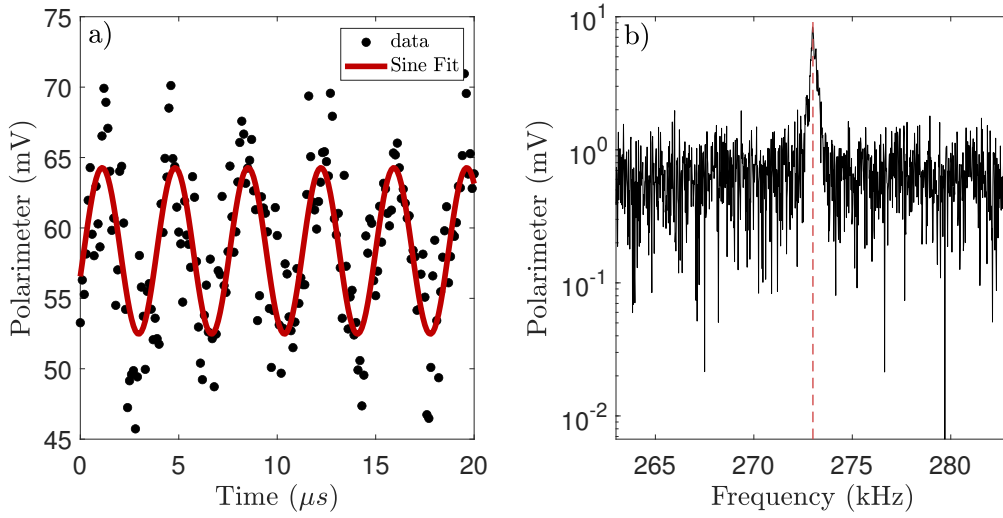 a)
data
Sine Fit
75
70
65
60
55
50
45
Polarimeter (mV)
0
5
10
15
20
Time (μs)
b)
10¹
10⁰
10⁻¹
10⁻²
Polarimeter (mV)
265
270
275
280
Frequency (kHz)